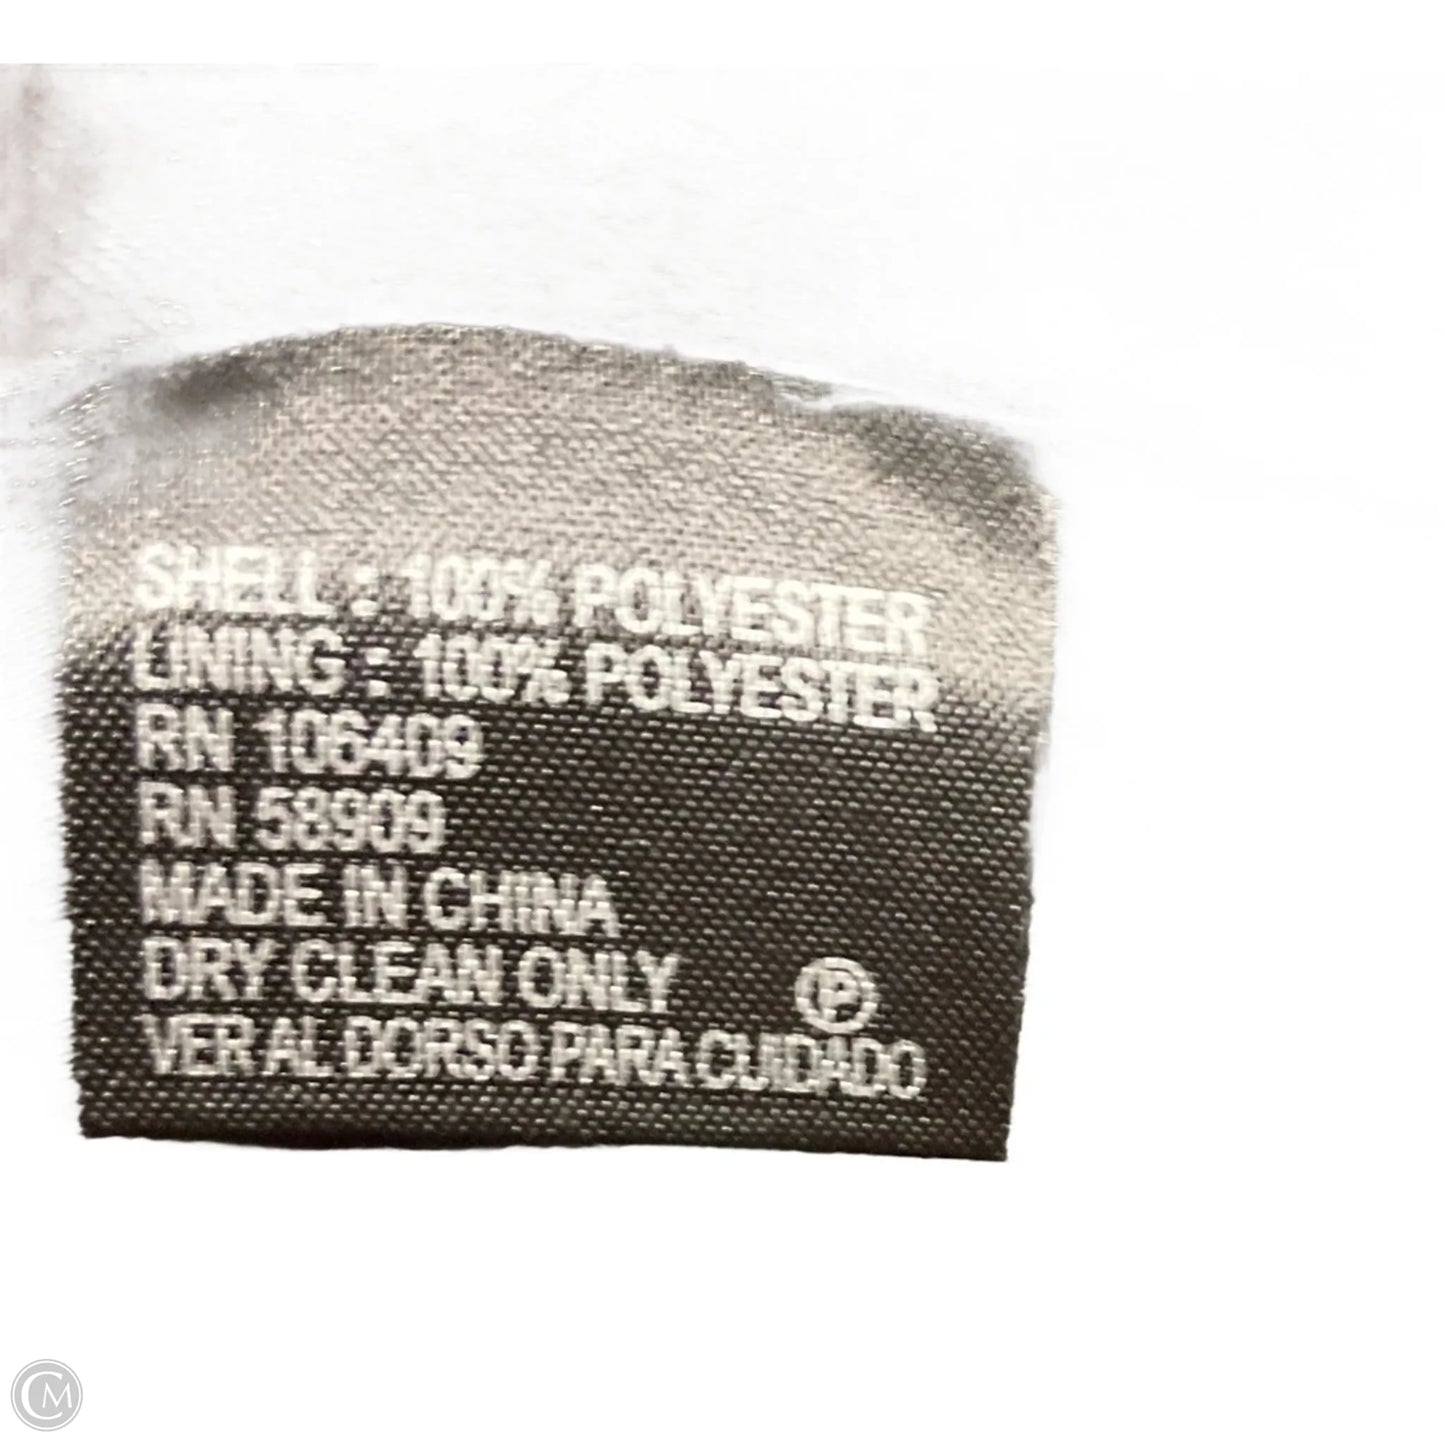 SHELL : 100% POLYESTER
LINING : 100% POLYESTER
RN 106409
RN 58909
MADE IN CHINA
DRY CLEAN ONLY Ⓟ
VER AL DORSO PARA CUIDADO
CM